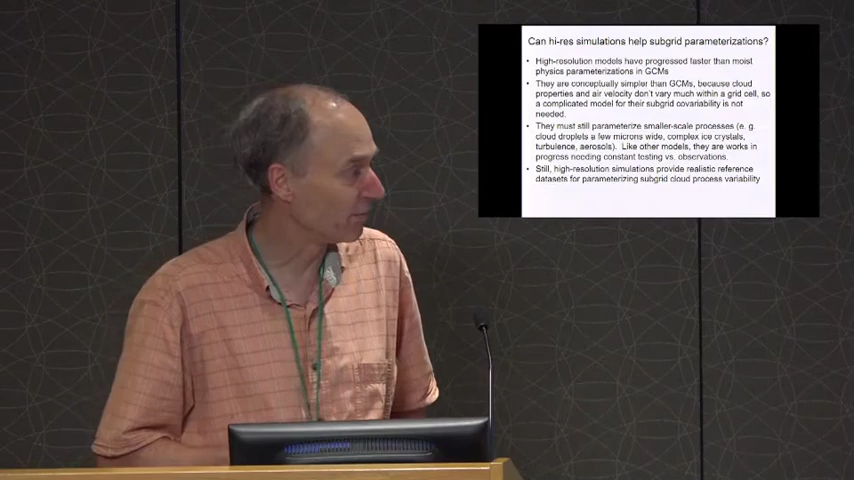 Can hi-res simulations help subgrid parameterizations?
• High-resolution models have progressed faster than moist
physics parameterizations in GCMs
• They are conceptually simpler than GCMs, because cloud
properties and air velocity don't vary much within a grid cell, so
a complicated model for their subgrid covariability is not
needed.
• They must still parameterize smaller-scale processes (e. g.
cloud droplets a few microns wide, complex ice crystals,
turbulence, aerosols). Like other models, they are works in
progress needing constant testing vs. observations.
• Still, high-resolution simulations provide realistic reference
datasets for parameterizing subgrid cloud process variability